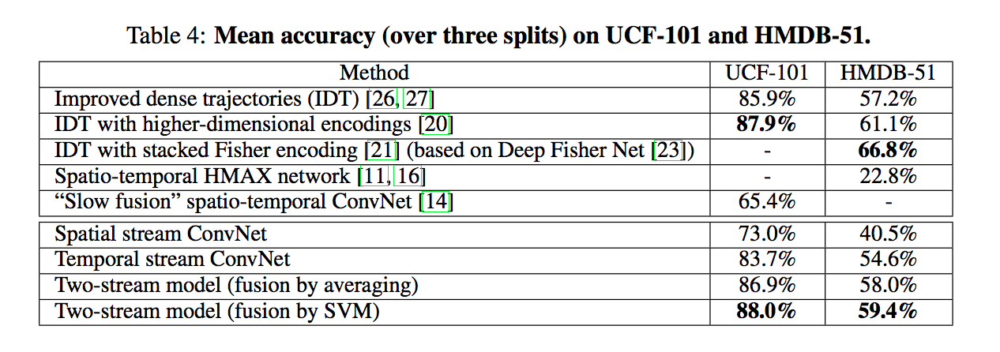 Table 4: Mean accuracy (over three splits) on UCF-101 and HMDB-51.
Method UCF-101 HMDB-51
Improved dense trajectories (IDT) [26, 27] 85.9% 57.2%
IDT with higher-dimensional encodings [20] 87.9% 61.1%
IDT with stacked Fisher encoding [21] (based on Deep Fisher Net [23]) - 66.8%
Spatio-temporal HMAX network [11, 16] - 22.8%
“Slow fusion” spatio-temporal ConvNet [14] 65.4% -
Spatial stream ConvNet 73.0% 40.5%
Temporal stream ConvNet 83.7% 54.6%
Two-stream model (fusion by averaging) 86.9% 58.0%
Two-stream model (fusion by SVM) 88.0% 59.4%